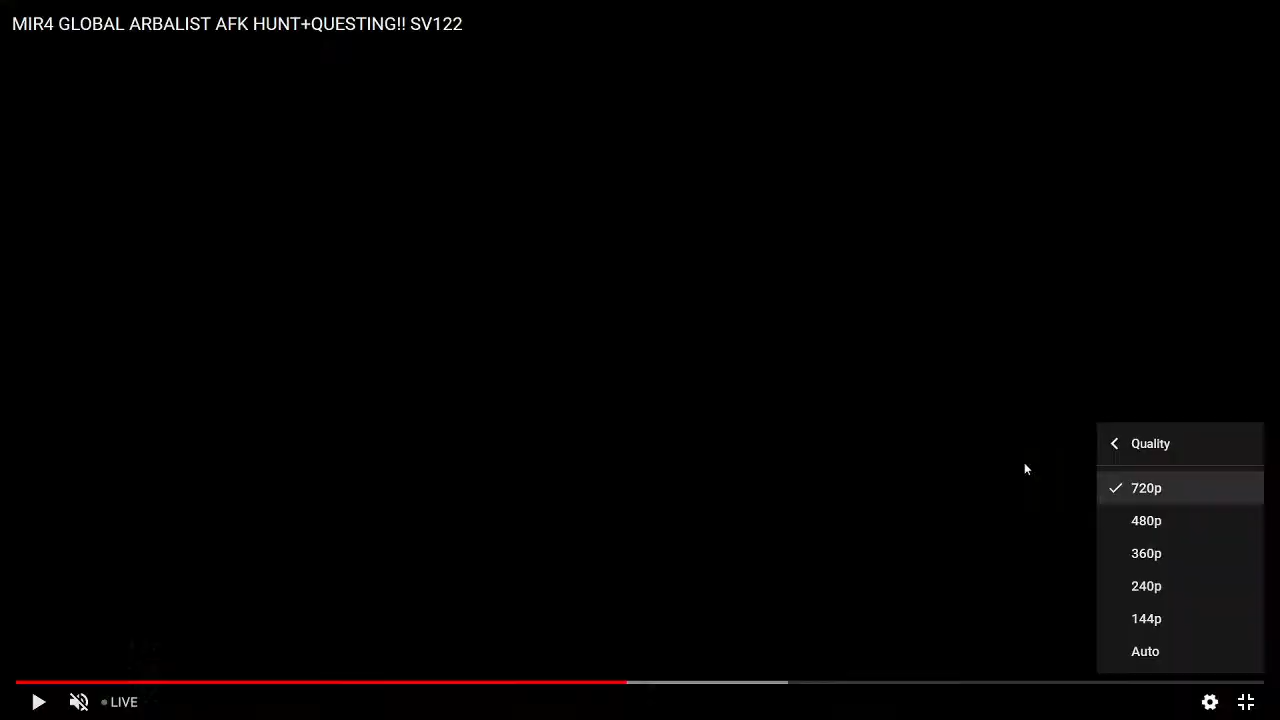 MIR4 GLOBAL ARBALIST AFK HUNT+QUESTING!! SV122
Quality
720p
480p
360p
240p
144p
Auto
LIVE